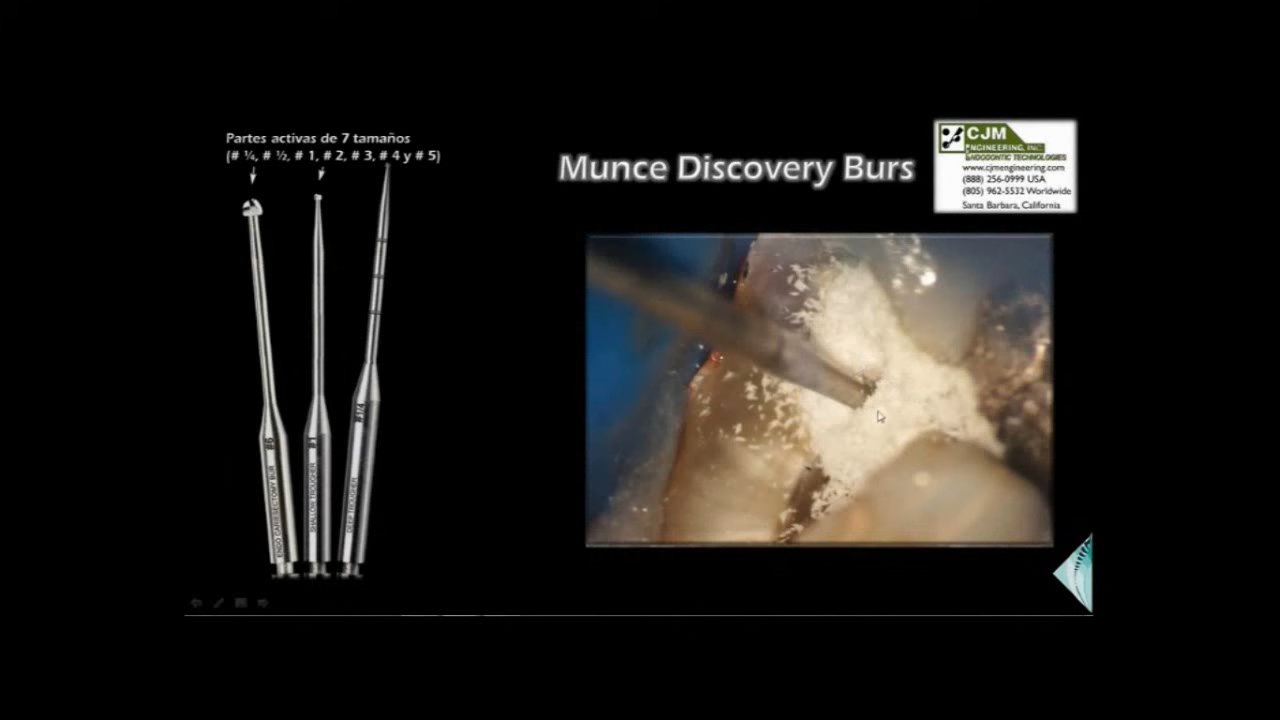 Partes activas de 7 tamaños
(# ¼, # ½, # 1, # 2, # 3, # 4 y # 5)
Munce Discovery Burs
CJM
ENGINEERING, INC.
ENDODONTIC TECHNOLOGIES
www.cjmengineering.com
(888) 256-0999 USA
(805) 962-5532 Worldwide
Santa Barbara, California
ENDO CARIESECTOMY BUR
#1
SHALLOW TROUGHER
DEEP TROUGHER